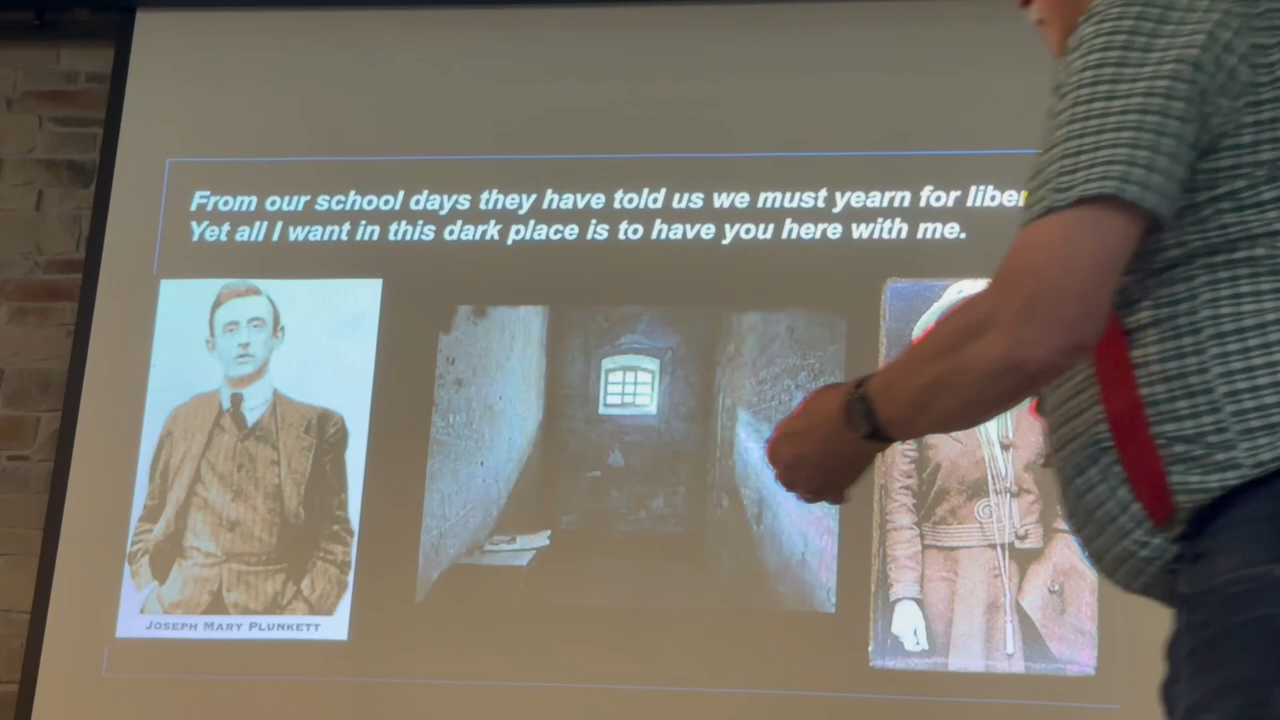 From our school days they have told us we must yearn for liber
Yet all I want in this dark place is to have you here with me.
JOSEPH MARY PLUNKETT